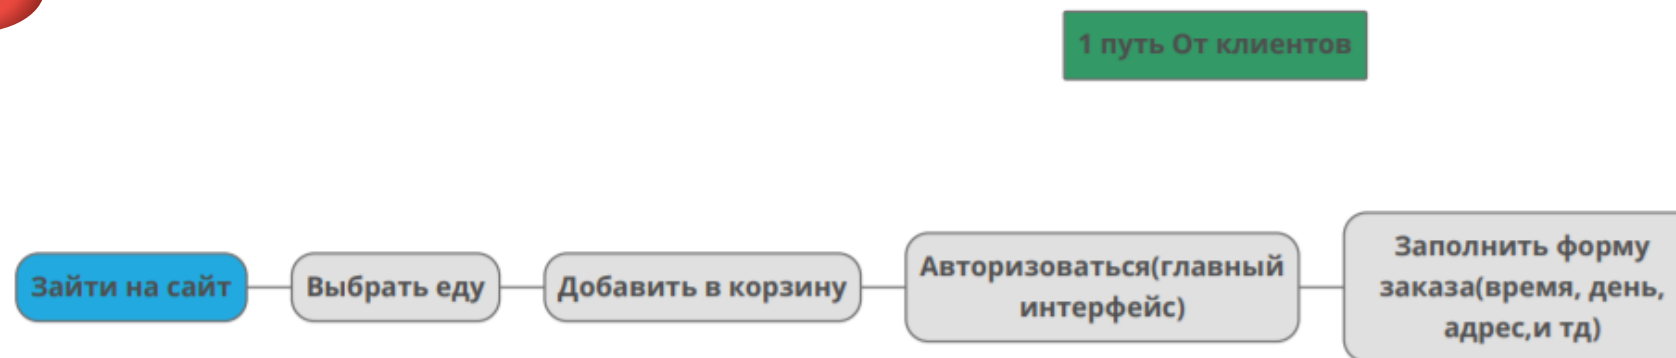 1 путь От клиентов
Зайти на сайт
Выбрать еду
Добавить в корзину
Авторизоваться(главный
интерфейс)
Заполнить форму
заказа(время, день,
адрес,и тд)